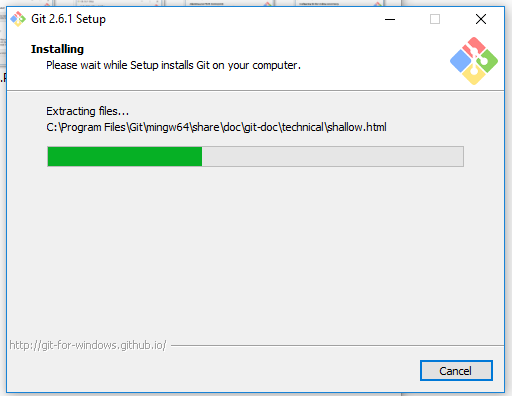 Git 2.6.1 Setup
Installing
Please wait while Setup installs Git on your computer.
Extracting files...
C:\Program Files\Git\mingw64\share\doc\git-doc\technical\shallow.html
http://git-for-windows.github.io/
Cancel